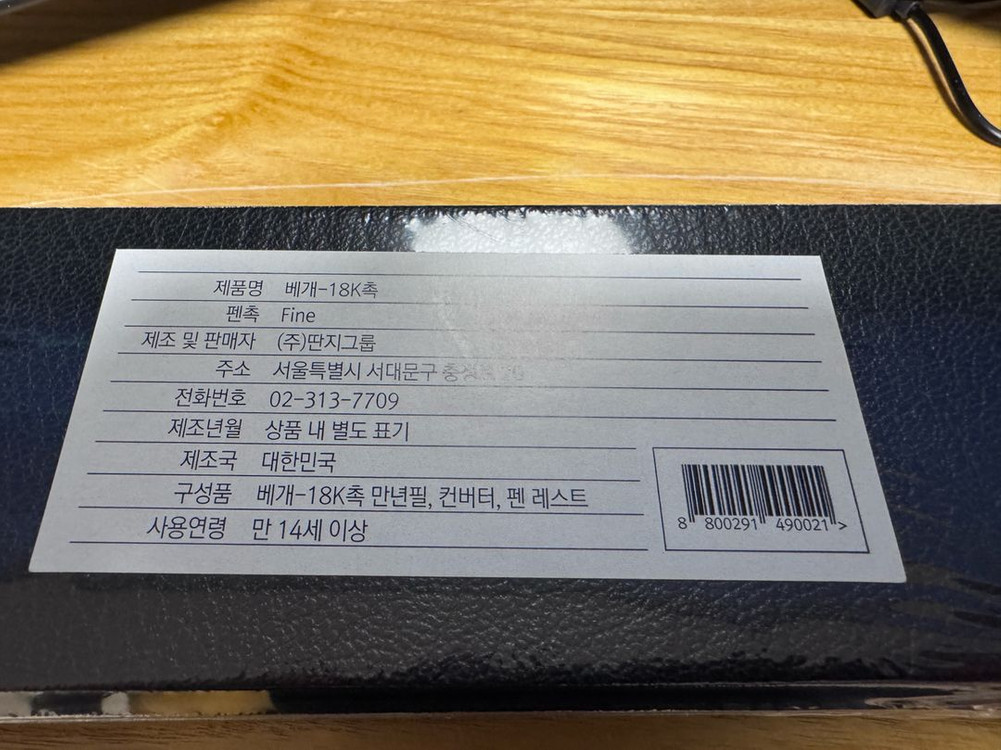 제품명 베개-18K촉
펜촉 Fine
제조 및 판매자 (주)딴지그룹
주소 서울특별시 서대문구
전화번호 02-313-7709
제조년월 상품 내 별도 표기
제조국 대한민국
구성품 베개-18K촉 만년필, 컨버터, 펜 레스트
사용연령 만 14세 이상
8 800291 490021 >